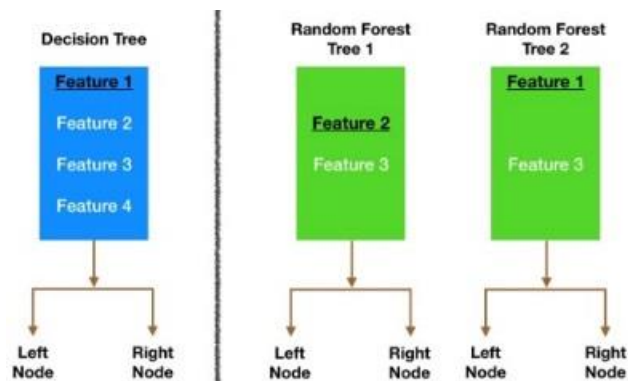 Decision Tree
Feature 1
Feature 2
Feature 3
Feature 4
Left
Node
Right
Node
Random Forest
Tree 1
Feature 2
Feature 3
Left
Node
Right
Node
Random Forest
Tree 2
Feature 1
Feature 3
Left
Node
Right
Node